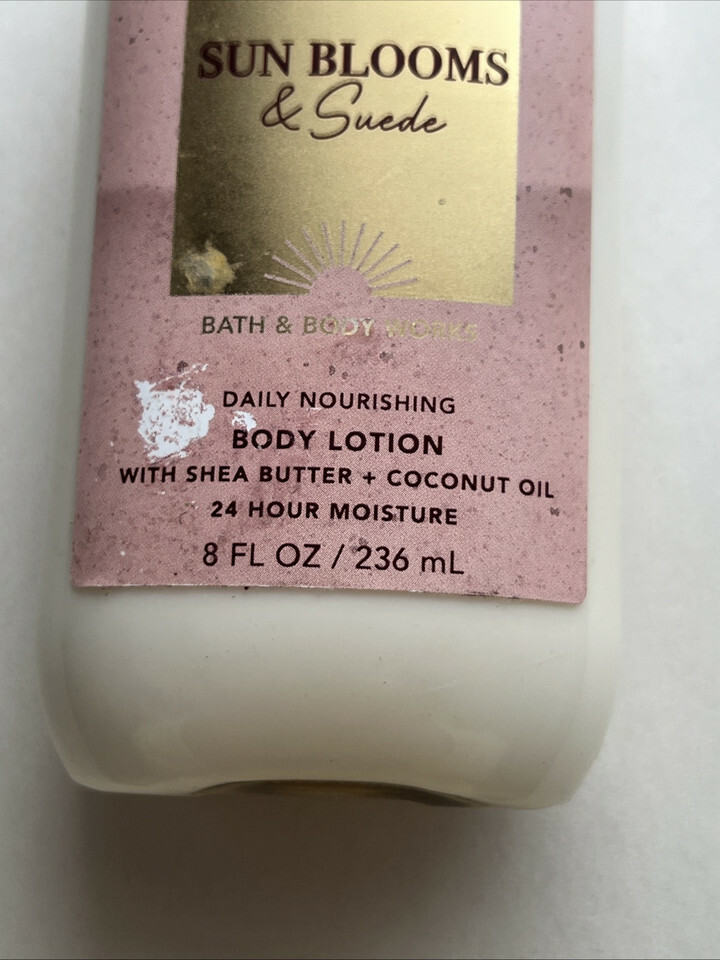 SUN BLOOMS
& Suede
BATH & BODY WORKS
DAILY NOURISHING
BODY LOTION
WITH SHEA BUTTER + COCONUT OIL
24 HOUR MOISTURE
8 FL OZ / 236 mL